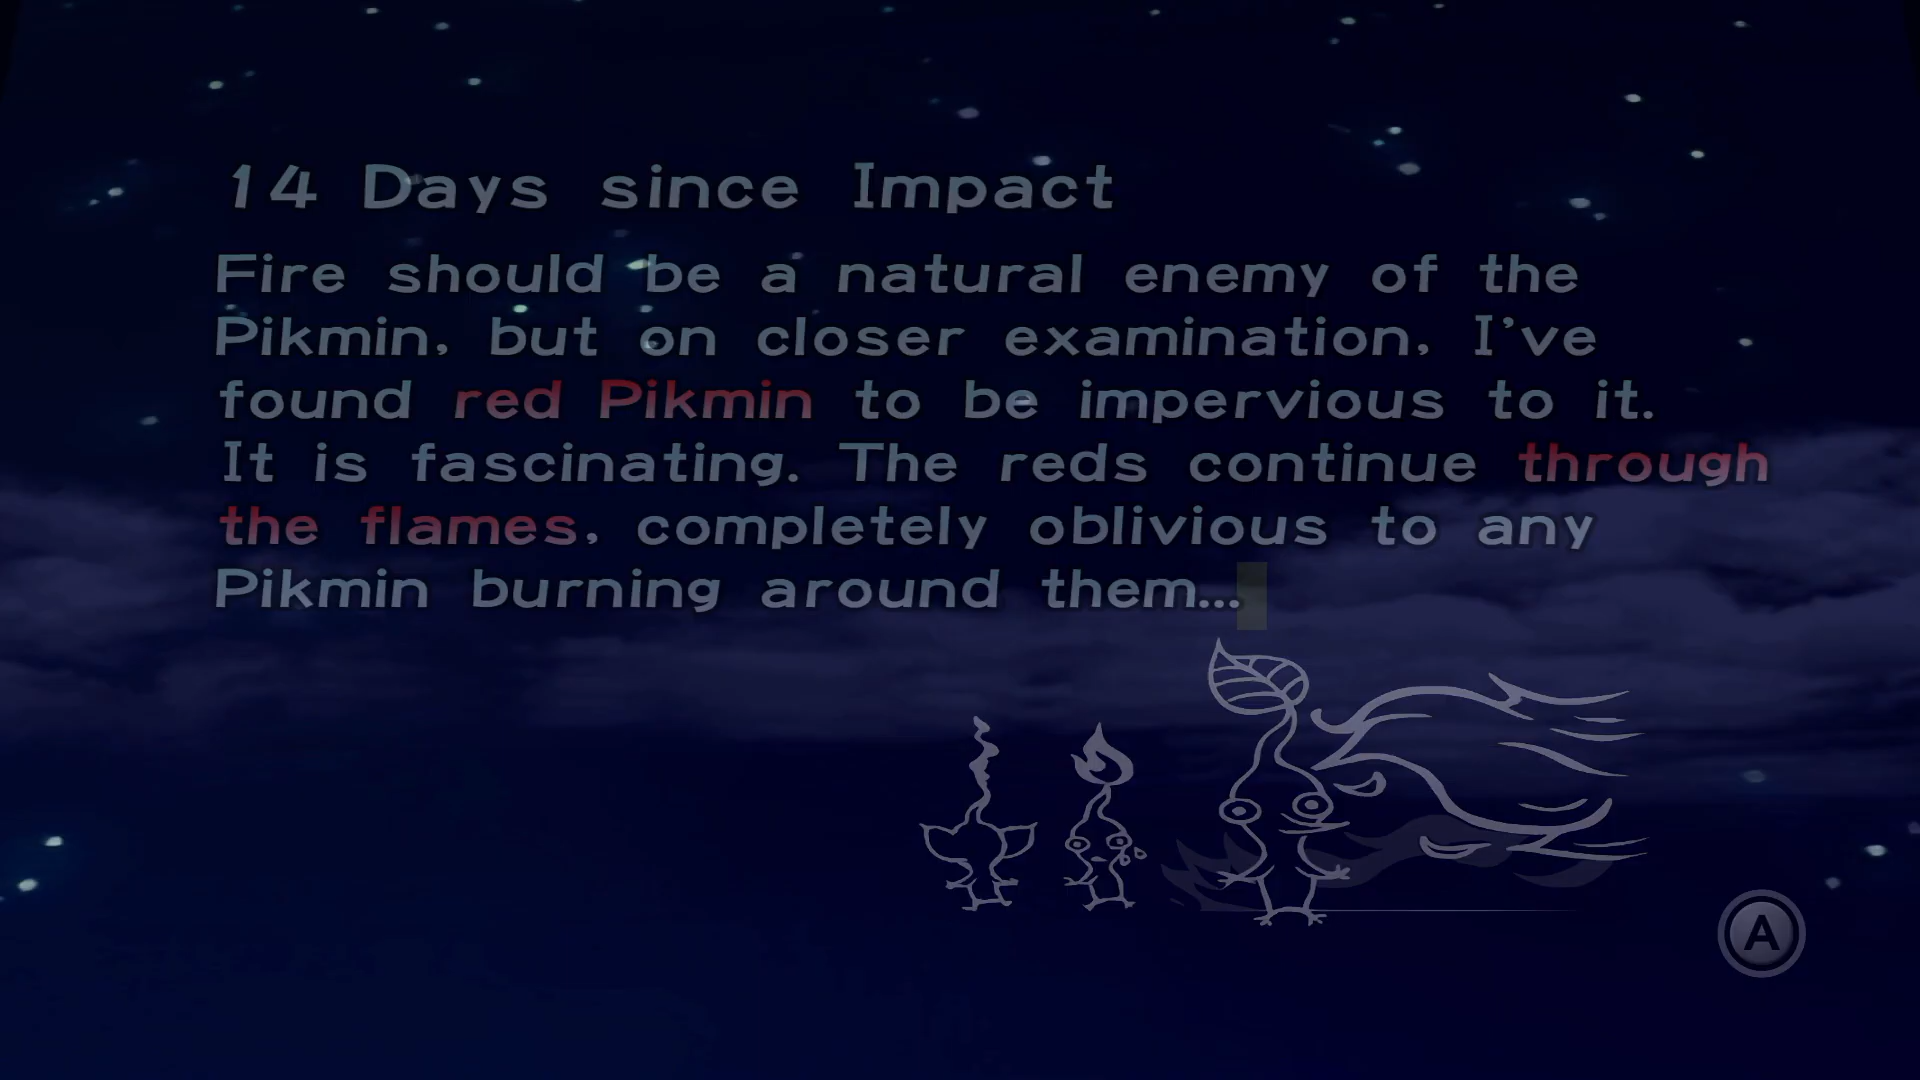 14 Days since Impact
Fire should be a natural enemy of the
Pikmin, but on closer examination, I've
found red Pikmin to be impervious to it.
It is fascinating. The reds continue through
the flames, completely oblivious to any
Pikmin burning around them...
A